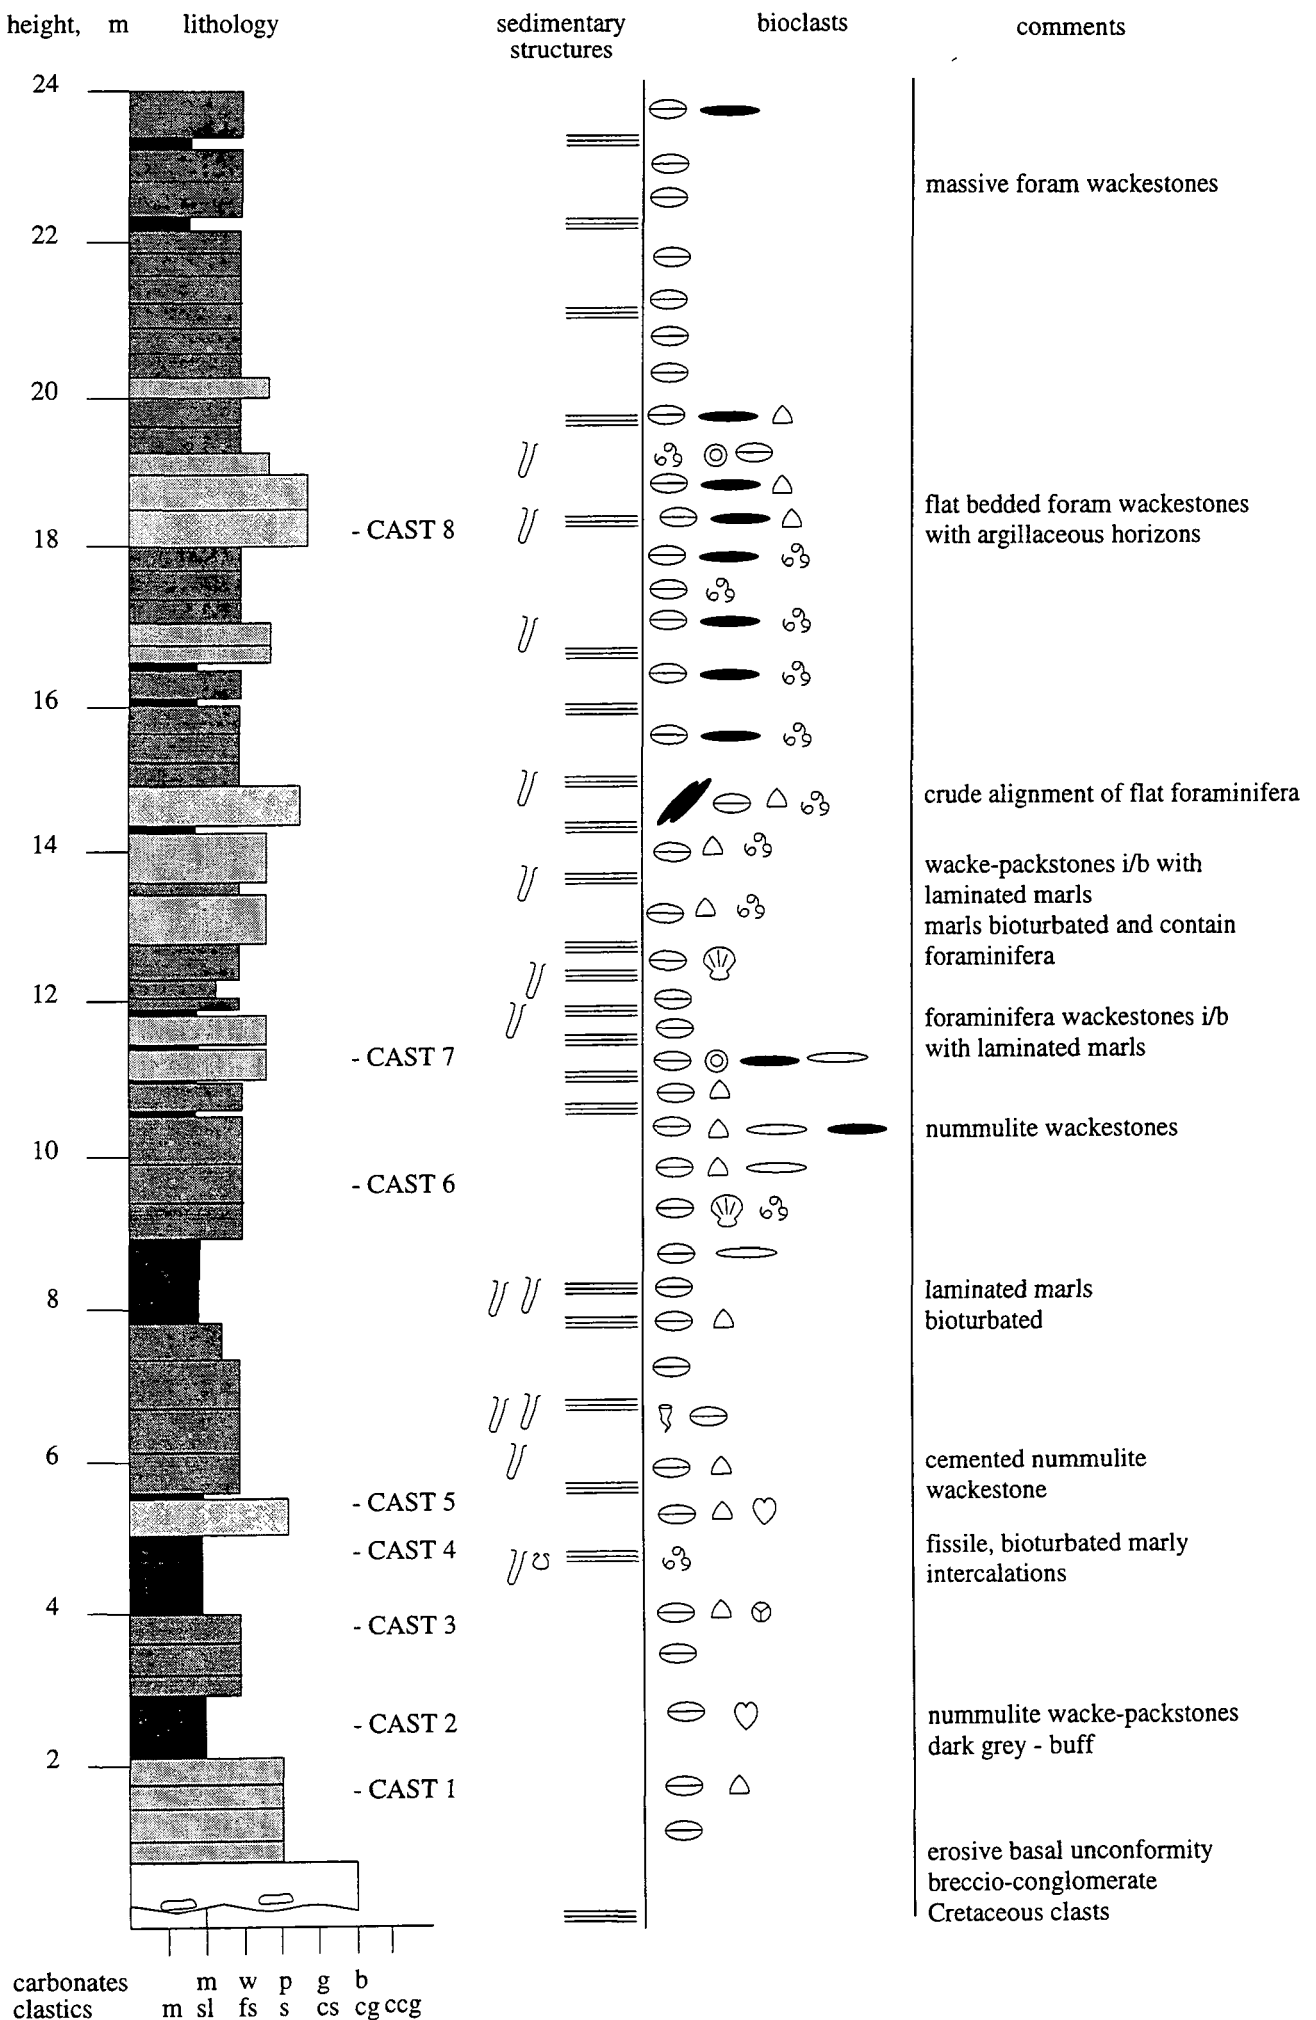 height, m lithology sedimentary structures bioclasts comments
24
massive foram wackestones
22
20
flat bedded foram wackestones
- CAST 8
with argillaceous horizons
18
16
crude alignment of flat foraminifera
14
wacke-packstones i/b with
laminated marls
marls bioturbated and contain
foraminifera
12
foraminifera wackestones i/b
with laminated marls
- CAST 7
nummulite wackestones
10
- CAST 6
8
laminated marls
bioturbated
6
cemented nummulite
wackestone
- CAST 5
- CAST 4
fissile, bioturbated marly
intercalations
4
- CAST 3
nummulite wacke-packstones
- CAST 2
dark grey - buff
2
- CAST 1
erosive basal unconformity
breccio-conglomerate
Cretaceous clasts
carbonates m w p g b
clastics m sl fs s cs cg ccg